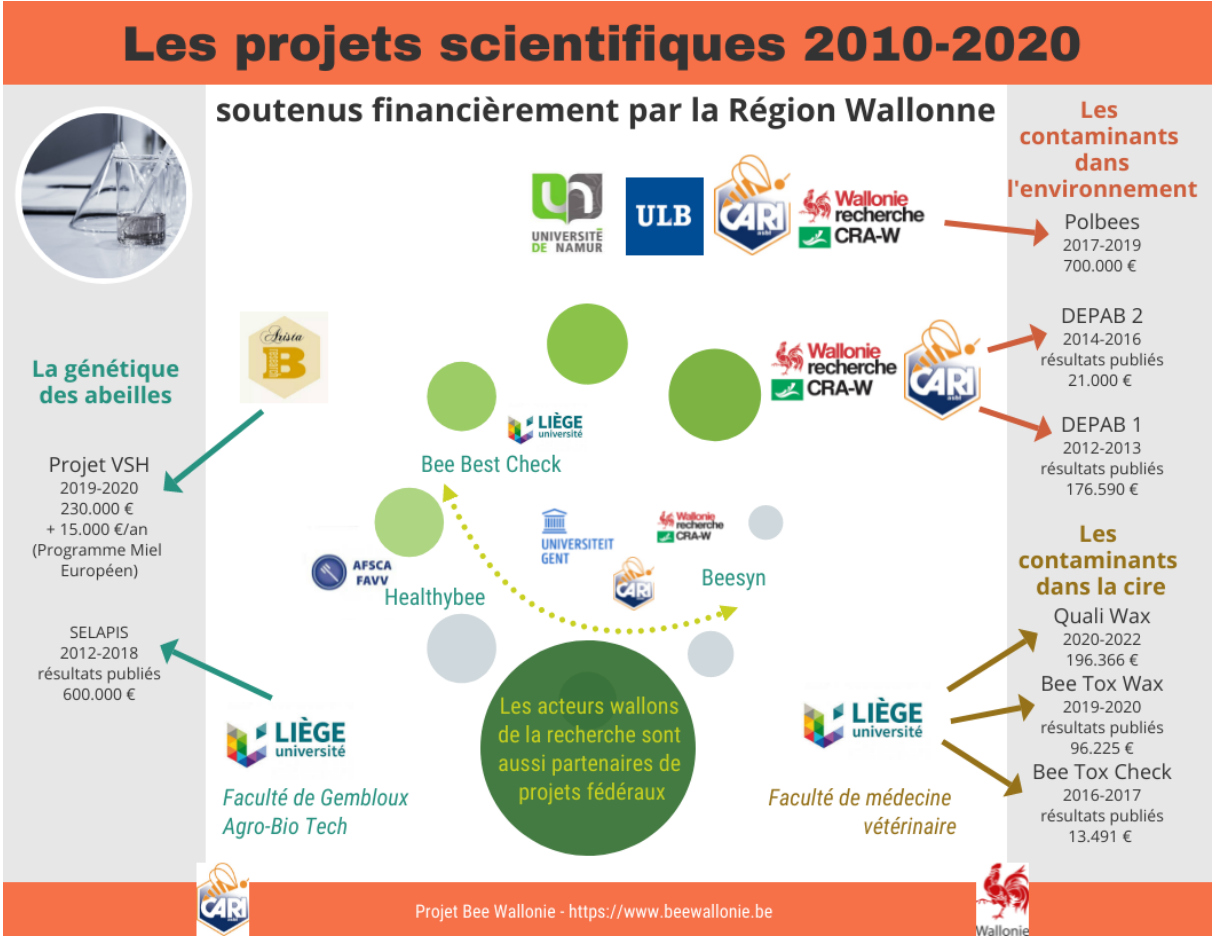 Les projets scientifiques 2010-2020
soutenus financièrement par la Région Wallonne
La génétique
des abeilles
Projet VSH
2019-2020
230.000 €
+ 15.000 €/an
(Programme Miel
Européen)
SELAPIS
2012-2018
résultats publiés
600.000 €
Arista
B
LIÈGE
université
Faculté de Gembloux
Agro-Bio Tech
UNIVERSITÉ
DE NAMUR
ULB
CARI
asbl
Wallonie
recherche
CRA-W
Wallonie
recherche
CRA-W
CARI
asbl
LIÈGE
université
Bee Best Check
AFSCA
FAVV
Healthybee
UNIVERSITEIT
GENT
CARI
Wallonie
recherche
CRA-W
Beesyn
Les acteurs wallons
de la recherche sont
aussi partenaires de
projets fédéraux
LIÈGE
université
Faculté de médecine
vétérinaire
Les
contaminants
dans
l'environnement
Polbees
2017-2019
700.000 €
DEPAB 2
2014-2016
résultats publiés
21.000 €
DEPAB 1
2012-2013
résultats publiés
176.590 €
Les
contaminants
dans la cire
Quali Wax
2020-2022
196.366 €
Bee Tox Wax
2019-2020
résultats publiés
96.225 €
Bee Tox Check
2016-2017
résultats publiés
13.491 €
CARI
asbl
Projet Bee Wallonie - https://www.beewallonie.be
Wallonie